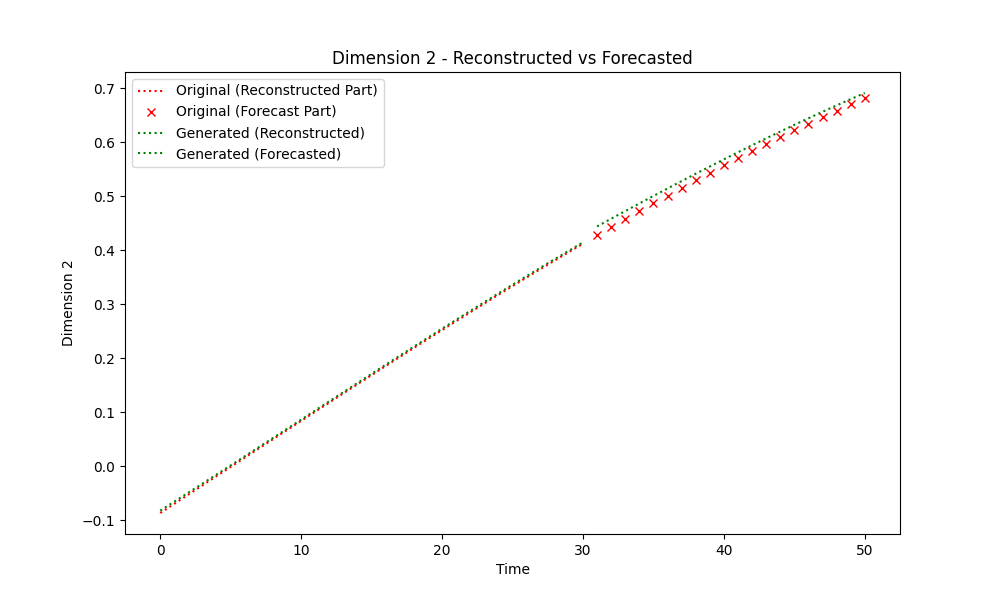 Dimension 2 - Reconstructed vs Forecasted
Original (Reconstructed Part)
Original (Forecast Part)
Generated (Reconstructed)
Generated (Forecasted)
0.7
0.6
0.5
0.4
0.3
0.2
0.1
0.0
−0.1
Dimension 2
0 10 20 30 40 50
Time